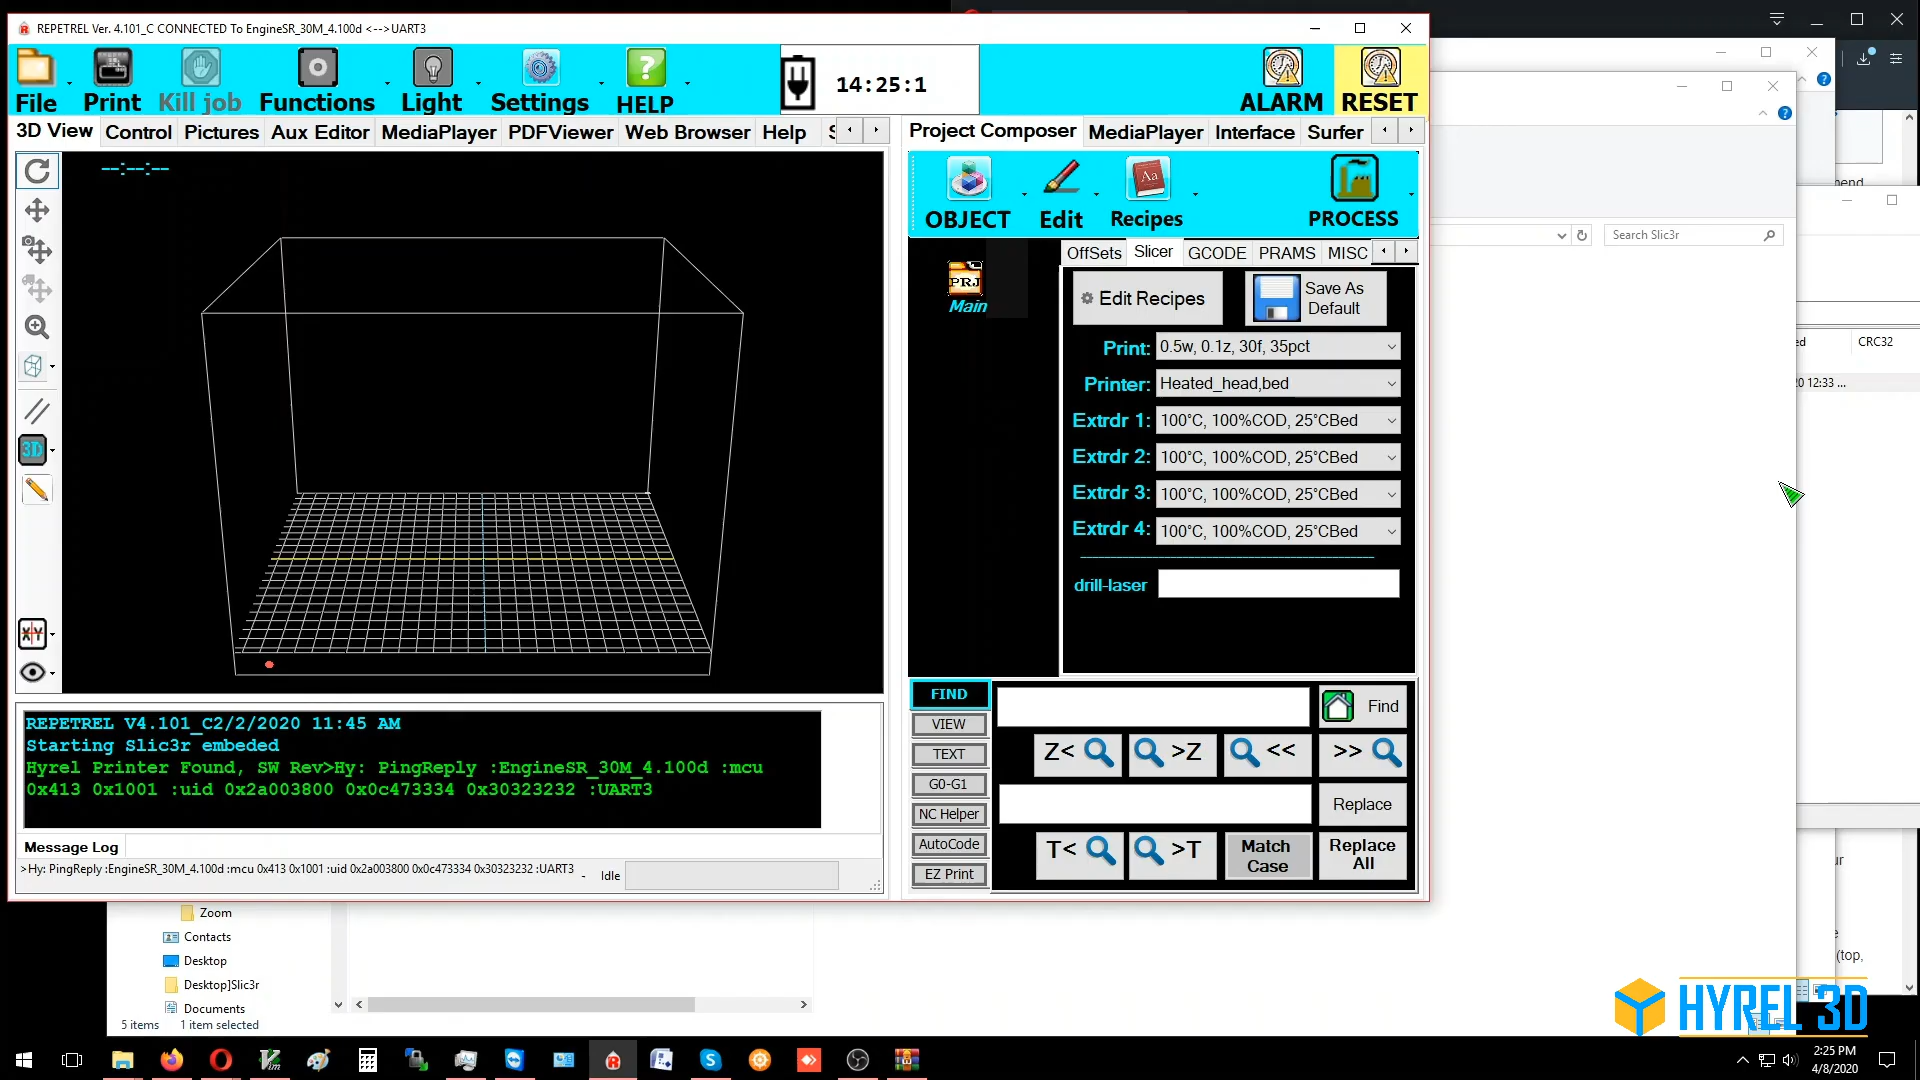 REPETREL Ver. 4.101_C CONNECTED To EngineSR_30M_4.100d <-->UART3
File
Print
Kill job
Functions
Light
Settings
HELP
14:25:1
ALARM
RESET
3D View
Control
Pictures
Aux Editor
MediaPlayer
PDFViewer
Web Browser
Help
Project Composer
MediaPlayer
Interface
Surfer
--:--:--
OBJECT
Edit
Recipes
PROCESS
PRJ
Main
OffSets
Slicer
GCODE
PRAMS
MISC
Edit Recipes
Save As
Default
Print: 0.5w, 0.1z, 30f, 35pct
Printer: Heated_head,bed
Extrdr 1: 100°C, 100%COD, 25°CBed
Extrdr 2: 100°C, 100%COD, 25°CBed
Extrdr 3: 100°C, 100%COD, 25°CBed
Extrdr 4: 100°C, 100%COD, 25°CBed
drill-laser
3D
X/Y
FIND
VIEW
TEXT
G0-G1
NC Helper
AutoCode
EZ Print
Find
Z<
>Z
<<
>>
Replace
T<
>T
Match
Case
Replace
All
REPETREL V4.101_C2/2/2020 11:45 AM
Starting Slic3r embeded
Hyrel Printer Found, SW Rev>Hy: PingReply :EngineSR_30M_4.100d :mcu
0x413 0x1001 :uid 0x2a003800 0x0c473334 0x30323232 :UART3
Message Log
>Hy: PingReply :EngineSR_30M_4.100d :mcu 0x413 0x1001 :uid 0x2a003800 0x0c473334 0x30323232 :UART3 - Idle
Search Slic3r
CRC32
12:33 ...
(top,
Zoom
Contacts
Desktop
Desktop]Slic3r
Documents
5 items
1 item selected
HYREL 3D
2:25 PM
4/8/2020